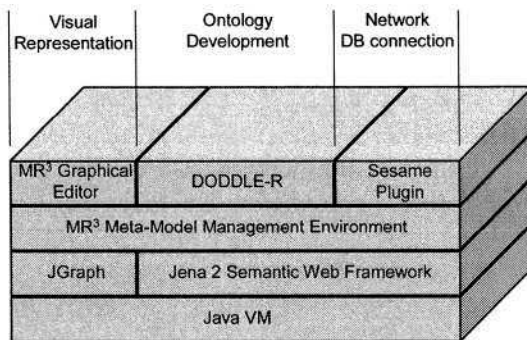 Visual
Representation
Ontology
Development
Network
DB connection
MR³ Graphical
Editor
DODDLE-R
Sesame
Plugin
MR³ Meta-Model Management Environment
JGraph
Jena 2 Semantic Web Framework
Java VM